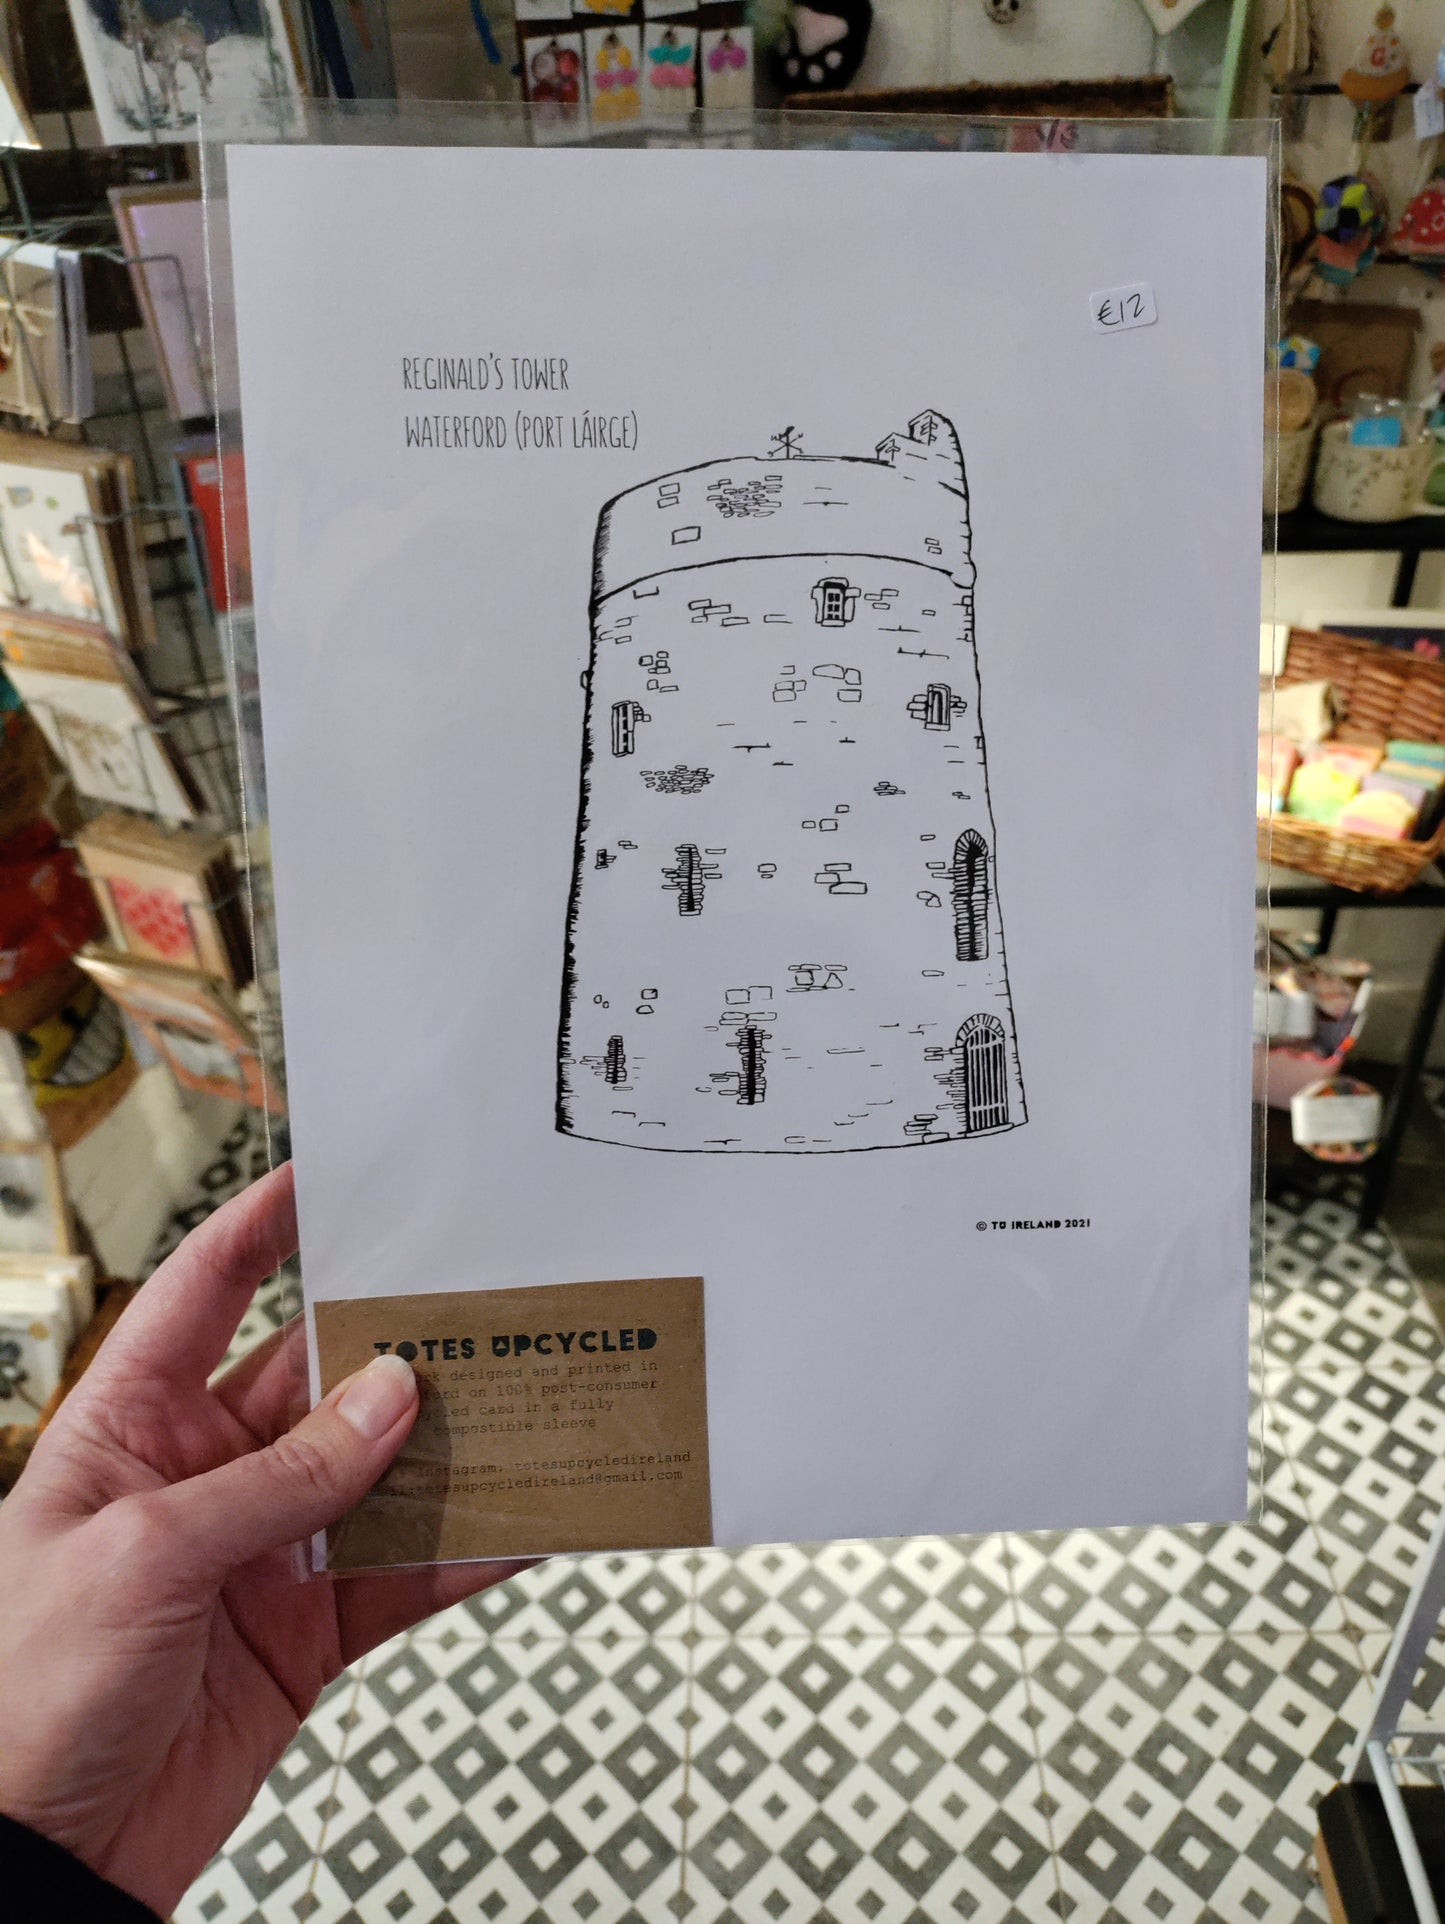 €12
REGINALD'S TOWER
WATERFORD (PORT LÁIRGE)
© TU IRELAND 2021
TOTES UPCYCLED
designed and printed in
on 100% post-consumer
card in a fully
compostible sleeve
instagram: totesupcycledireland
totesupcycledireland@gmail.com